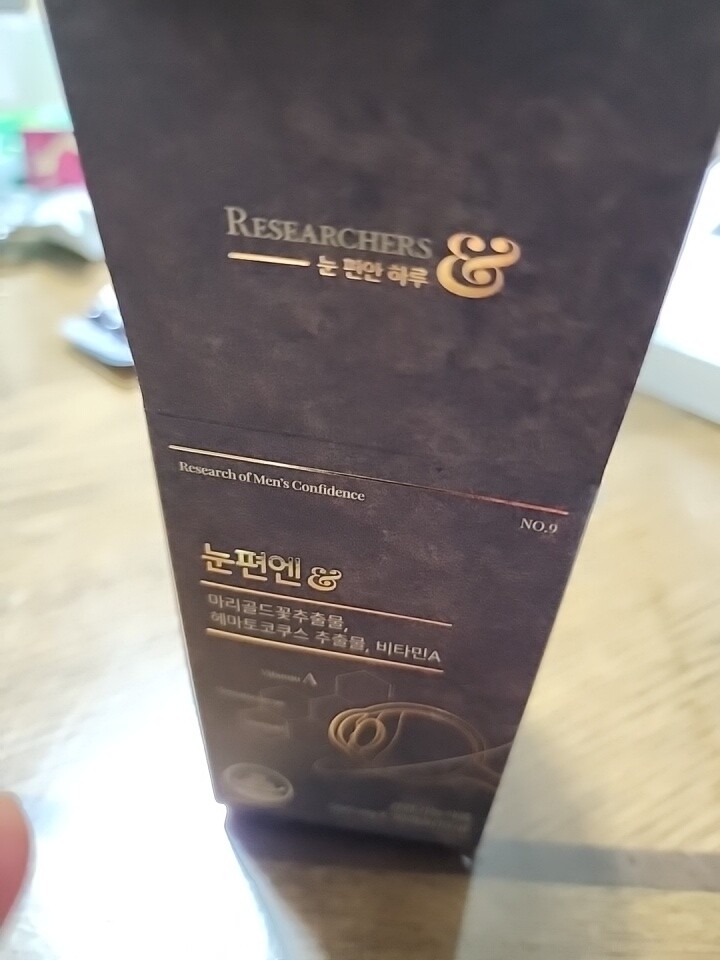 RESEARCHERS &
눈 편안 하루
Research of Men's Confidence
NO.9
눈편엔 &
마리골드꽃추출물,
헤마토코쿠스 추출물, 비타민A
Vitamin A